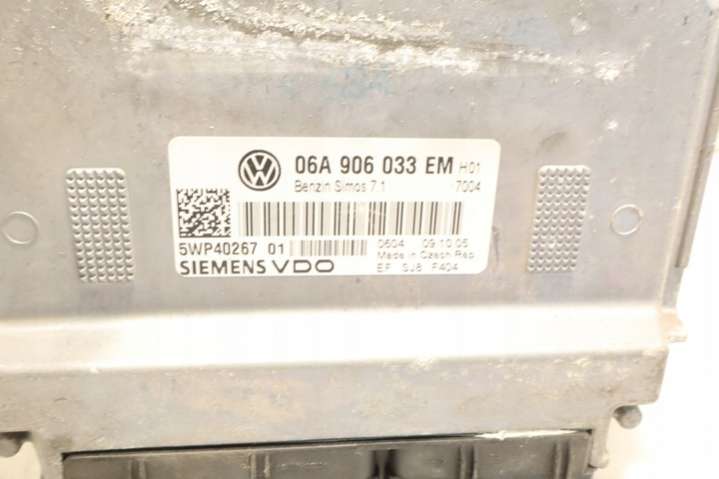 06A 906 033 EM H01
Benzin Simos 7.1 7004
5WP40267 01 0604 09.10.05
Made in Czech Rep.
SIEMENS VDO EF SJ8 F404